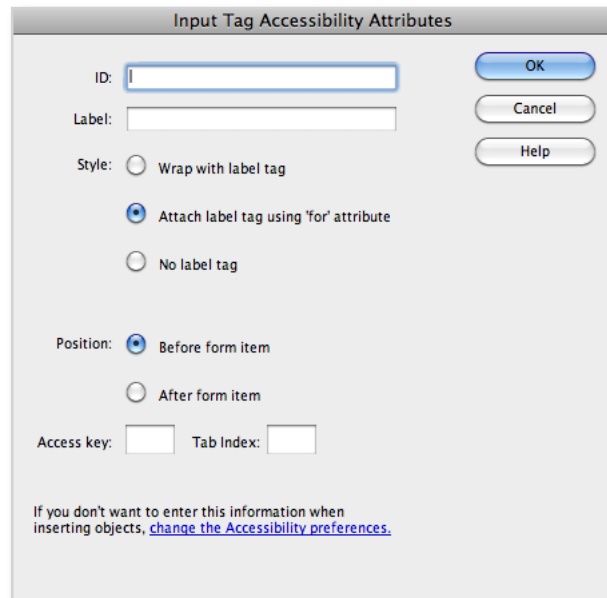 Input Tag Accessibility Attributes
ID:
OK
Label:
Cancel
Help
Style:
Wrap with label tag
Attach label tag using 'for' attribute
No label tag
Position:
Before form item
After form item
Access key:
Tab Index:
If you don't want to enter this information when
inserting objects, change the Accessibility preferences.